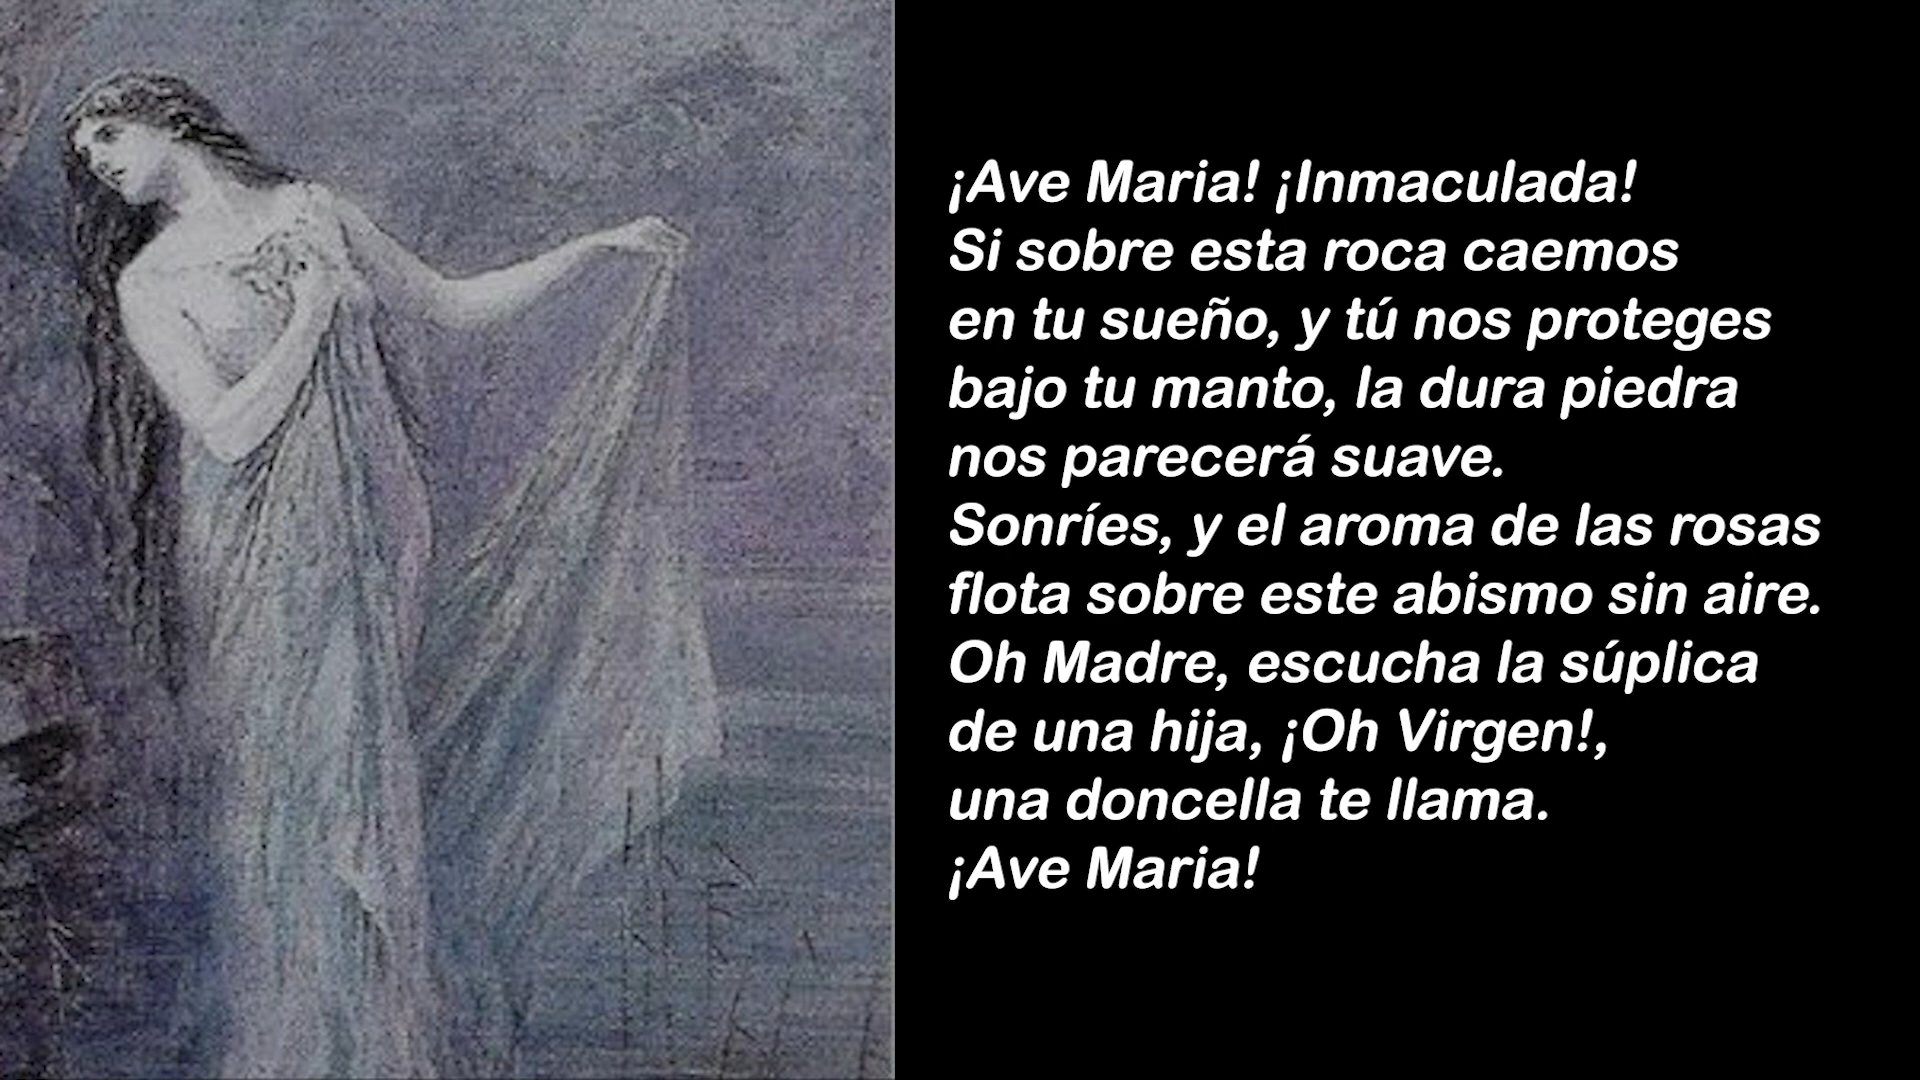 ¡Ave Maria! ¡Inmaculada!
Si sobre esta roca caemos
en tu sueño, y tú nos proteges
bajo tu manto, la dura piedra
nos parecerá suave.
Sonríes, y el aroma de las rosas
flota sobre este abismo sin aire.
Oh Madre, escucha la súplica
de una hija, ¡Oh Virgen!,
una doncella te llama.
¡Ave Maria!